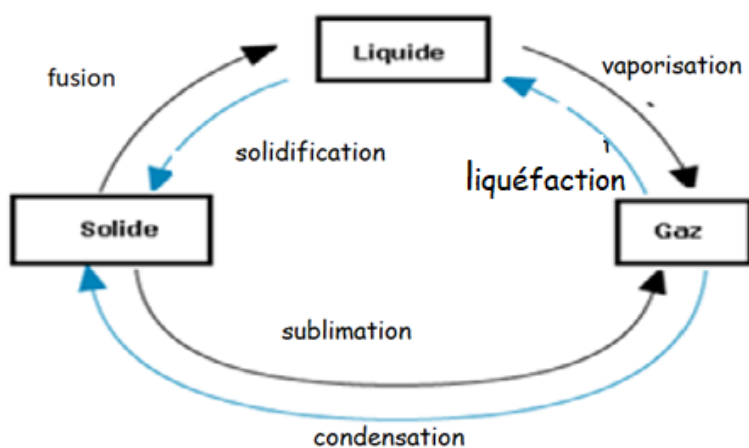 Liquide
fusion
vaporisation
solidification
liquéfaction
Solide
Gaz
sublimation
condensation